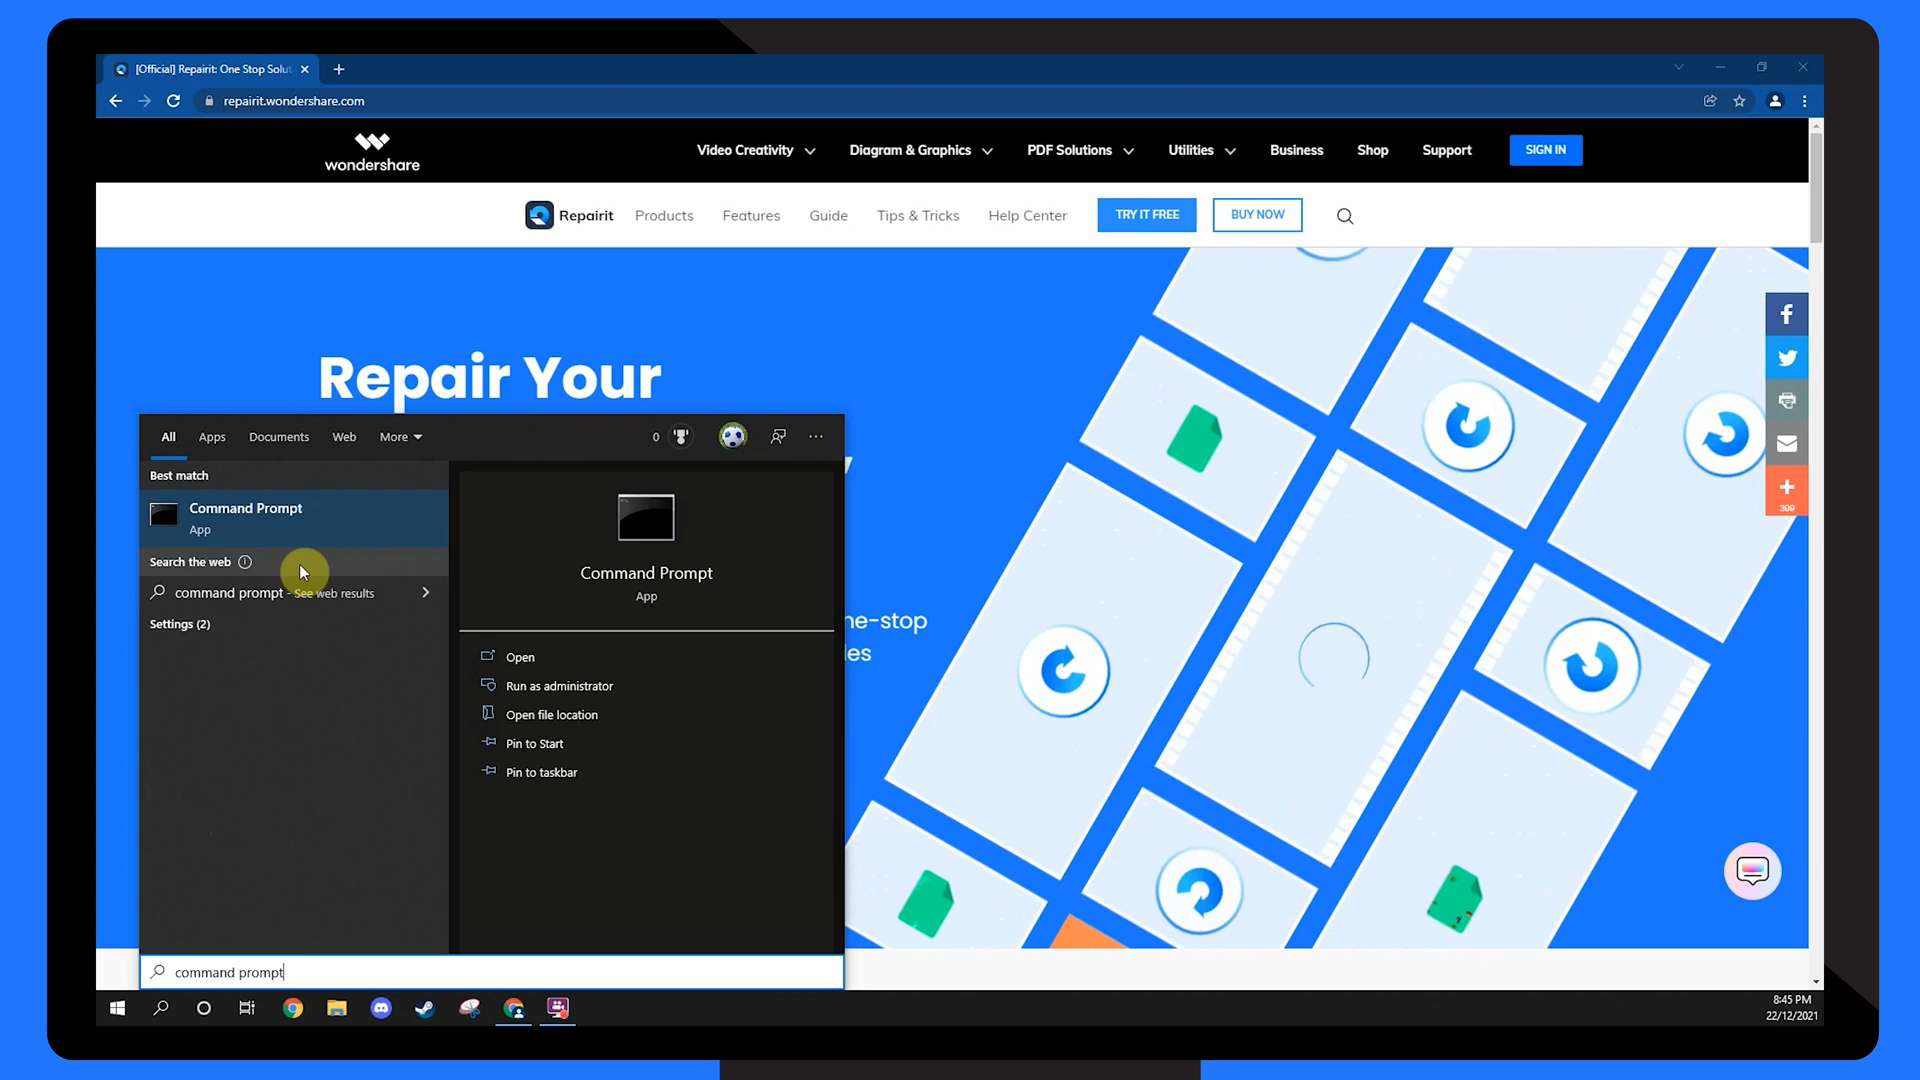 [Official] Repairit: One Stop Solut
repairit.wondershare.com
wondershare
Video Creativity
Diagram & Graphics
PDF Solutions
Utilities
Business
Shop
Support
SIGN IN
Repairit
Products
Features
Guide
Tips & Tricks
Help Center
TRY IT FREE
BUY NOW
Repair Your
y
ne-stop
les
399
All
Apps
Documents
Web
More
0
Best match
Command Prompt
App
Search the web
command prompt - See web results
Settings (2)
Command Prompt
App
Open
Run as administrator
Open file location
Pin to Start
Pin to taskbar
command prompt
8:45 PM
22/12/2021